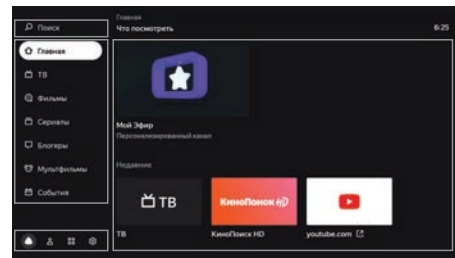 Поиск
Главная
ТВ
Фильмы
Сериалы
Блогеры
Мультфильмы
События
Главная
Что посмотреть
6:25
Мой Эфир
Персонализированный канал
Недавние
ТВ
КиноПоиск HD
ТВ
КиноПоиск HD
youtube.com